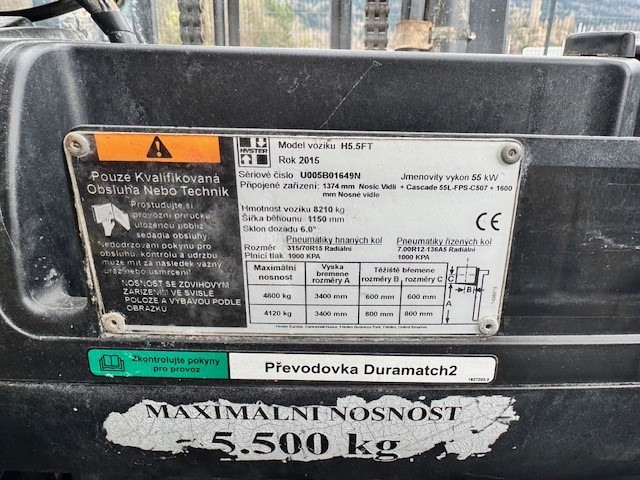 HYSTER
Model vozíku H5.5FT
Rok 2015
Pouze Kvalifikovaná
Obsluha Nebo Technik
Prostudujte si
provozní příručku
uloženou poblíž
sedadla obsluhy.
Nedodržování pokynů pro
obsluhu, kontrolu a údržbu
může mít za následek vážný
úraz nebo usmrcení!
NOSNOST SE ZDVIHOVÝM
ZAŘÍZENÍM VE SVISLÉ
POLOZE A VÝBAVOU PODLE
OBRÁZKU
Sériové číslo U005B01649N Jmenovitý výkon 55 kW
Připojené zařízení: 1374 mm Nosic Vidlí + Cascade 55L-FPS-C507 + 1600
mm Nosné vidle
Hmotnost vozíku 8210 kg
Šířka běhounu 1150 mm
Sklon dozadu 6.0°
CE
Pneumatiky hnaných kol Pneumatiky řízených kol
Rozměr 315/70R15 Radiální 7.00R12-136A5 Radiální
Plnicí tlak 1000 KPA 1000 KPA
Maximální nosnost Výška břemene rozměry A Těžiště břemene rozměry B rozměry C
4800 kg 3400 mm 600 mm 600 mm
4120 kg 3400 mm 800 mm 800 mm
C
B
A
Zkontrolujte pokyny
pro provoz
Převodovka Duramatch2
MAXIMÁLNÍ NOSNOST
5.500 kg